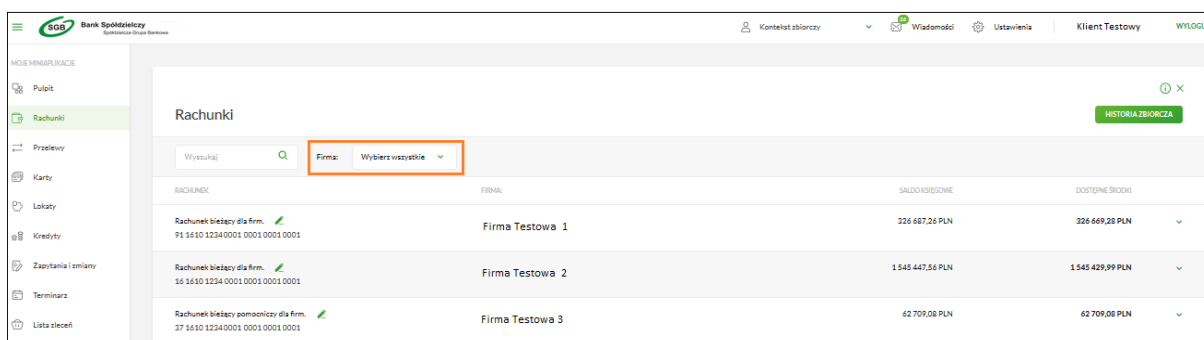 SGB Bank Spółdzielczy
Spółdzielcza Grupa Bankowa
Kontekst zbiorczy
Wiadomości
Ustawienia
Klient Testowy
WYLOGU
MOJE MINIAPLIKACJE
Pulpit
Rachunki
Przelewy
Karty
Lokaty
Kredyty
Zapytania i zmiany
Terminarz
Lista zleceń
Rachunki
HISTORIA ZBIORCZA
Wyszukaj
Firma: Wybierz wszystkie
RACHUNEK FIRMA: SALDO KSIĘGOWE DOSTĘPNE ŚRODKI
Rachunek bieżący dla firm.
91 1610 1234 0001 0001 0001 0001
Firma Testowa 1
326 687,26 PLN
326 669,28 PLN
Rachunek bieżący dla firm.
16 1610 1234 0001 0001 0001 0001
Firma Testowa 2
1 545 447,56 PLN
1 545 429,99 PLN
Rachunek bieżący pomocniczy dla firm.
37 1610 1234 0001 0001 0001 0001
Firma Testowa 3
62 709,08 PLN
62 709,08 PLN